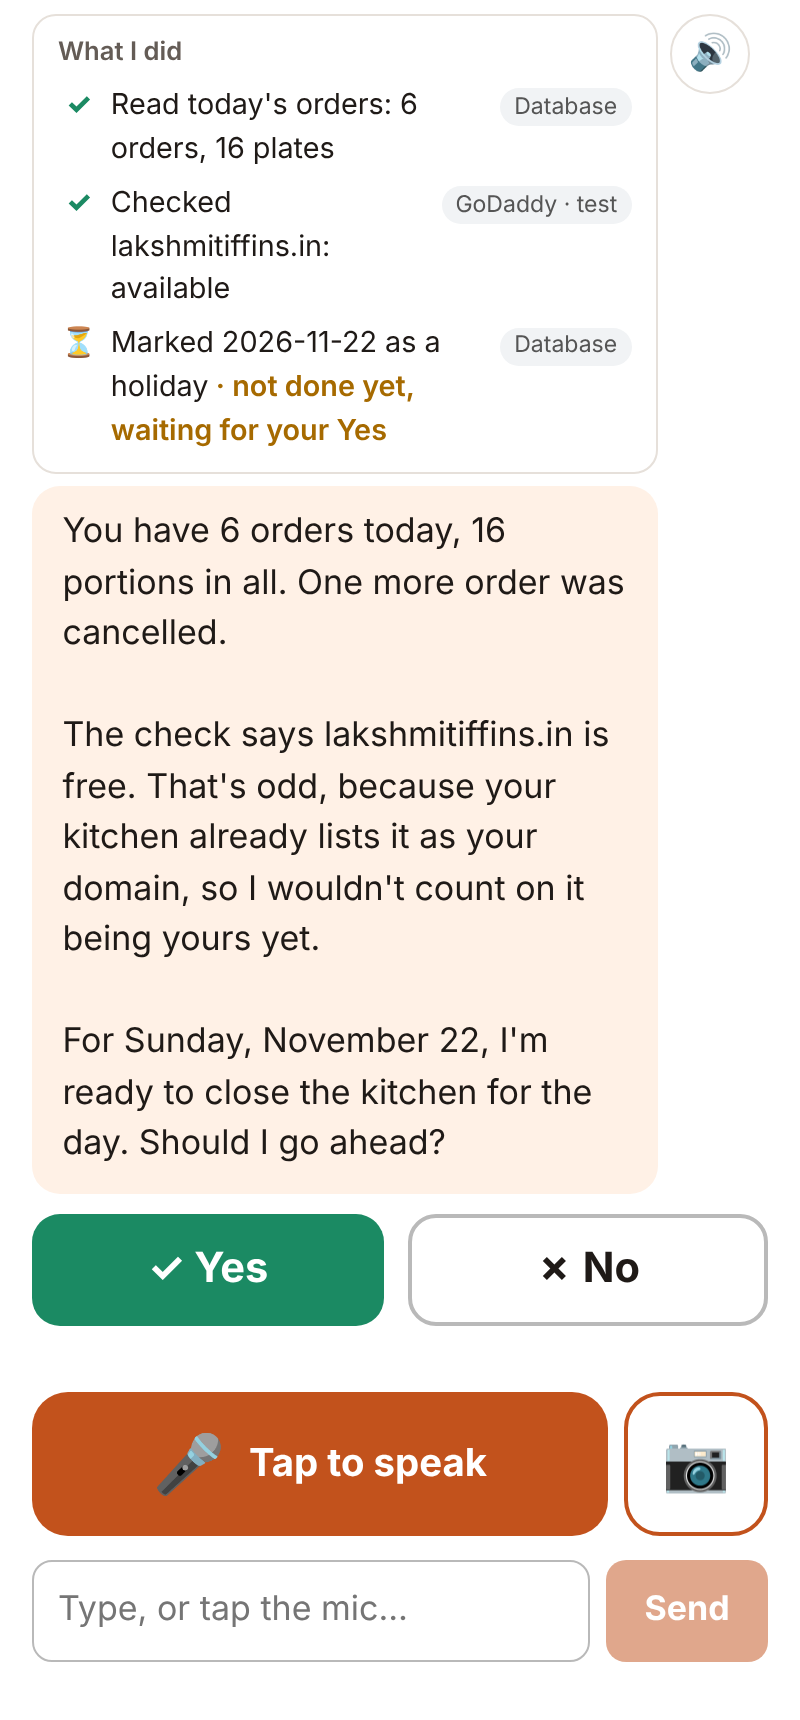 What I did
✓ Read today's orders: 6 Database
orders, 16 plates
✓ Checked GoDaddy · test
lakshmitiffins.in:
available
⏳ Marked 2026-11-22 as a Database
holiday · not done yet,
waiting for your Yes
You have 6 orders today, 16
portions in all. One more order was
cancelled.
The check says lakshmitiffins.in is
free. That's odd, because your
kitchen already lists it as your
domain, so I wouldn't count on it
being yours yet.
For Sunday, November 22, I'm
ready to close the kitchen for the
day. Should I go ahead?
✓ Yes
× No
Tap to speak
Type, or tap the mic...
Send